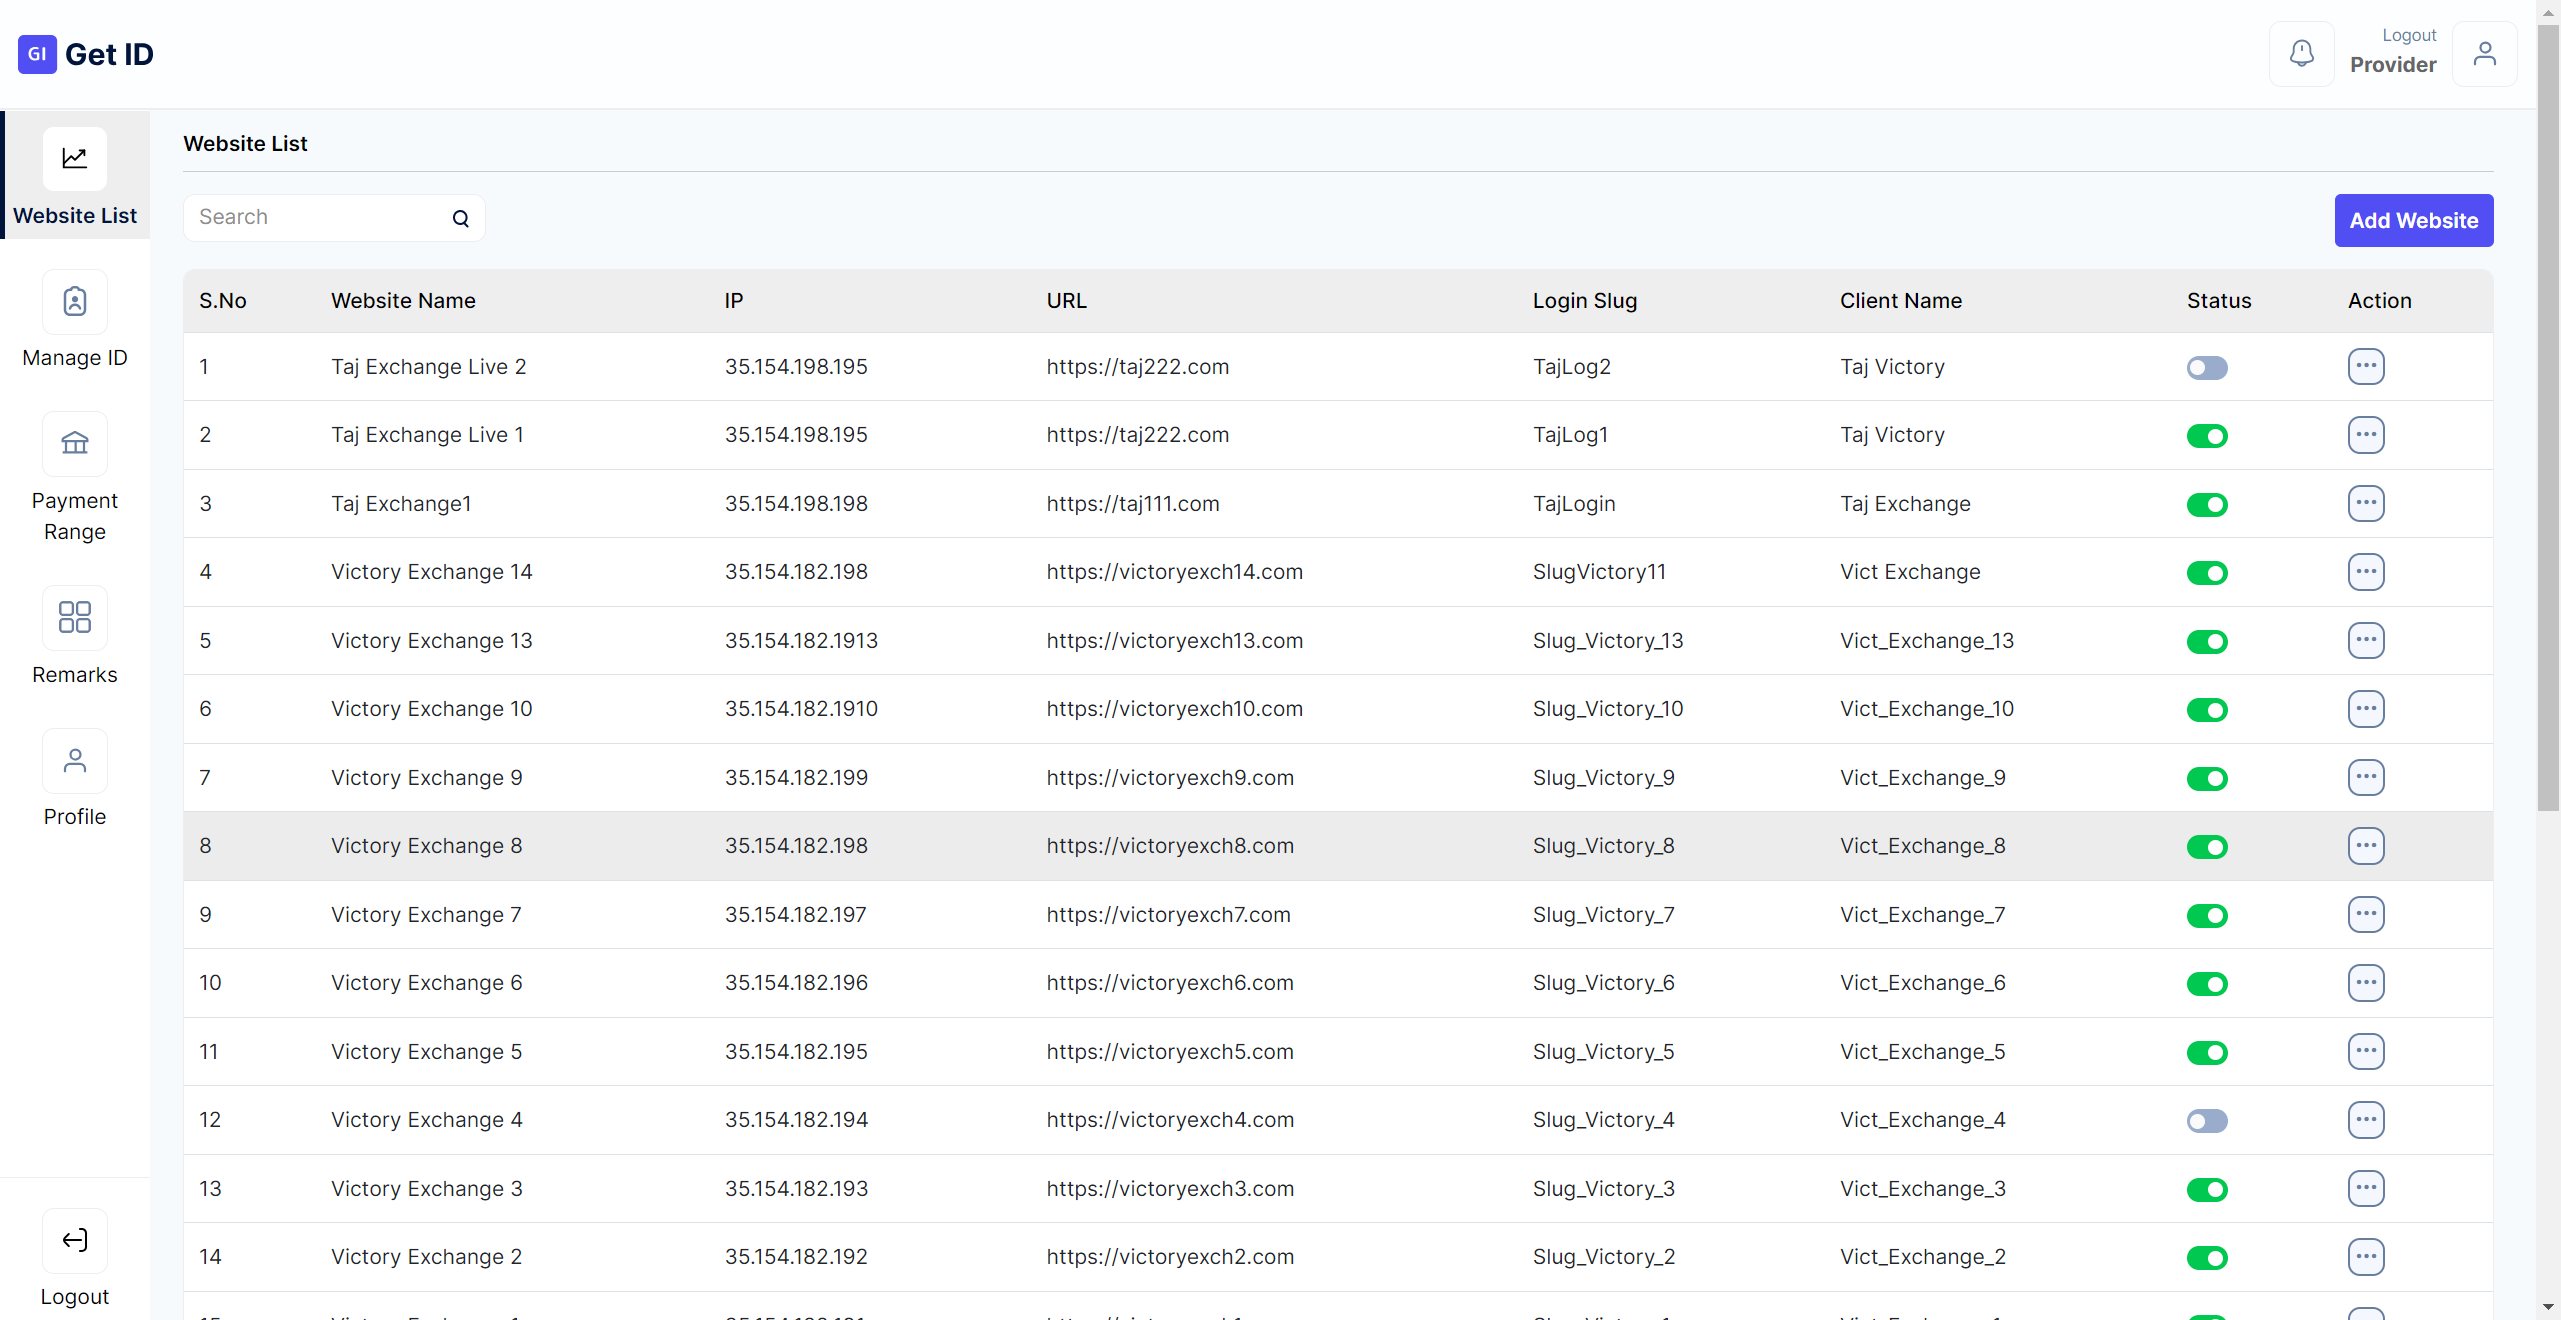 GI Get ID
Logout
Provider
Website List
Manage ID
Payment
Range
Remarks
Profile
Logout
Website List
Search
Add Website
S.No Website Name IP URL Login Slug Client Name Status Action
1 Taj Exchange Live 2 35.154.198.195 https://taj222.com TajLog2 Taj Victory
2 Taj Exchange Live 1 35.154.198.195 https://taj222.com TajLog1 Taj Victory
3 Taj Exchange1 35.154.198.198 https://taj111.com TajLogin Taj Exchange
4 Victory Exchange 14 35.154.182.198 https://victoryexch14.com SlugVictory11 Vict Exchange
5 Victory Exchange 13 35.154.182.1913 https://victoryexch13.com Slug_Victory_13 Vict_Exchange_13
6 Victory Exchange 10 35.154.182.1910 https://victoryexch10.com Slug_Victory_10 Vict_Exchange_10
7 Victory Exchange 9 35.154.182.199 https://victoryexch9.com Slug_Victory_9 Vict_Exchange_9
8 Victory Exchange 8 35.154.182.198 https://victoryexch8.com Slug_Victory_8 Vict_Exchange_8
9 Victory Exchange 7 35.154.182.197 https://victoryexch7.com Slug_Victory_7 Vict_Exchange_7
10 Victory Exchange 6 35.154.182.196 https://victoryexch6.com Slug_Victory_6 Vict_Exchange_6
11 Victory Exchange 5 35.154.182.195 https://victoryexch5.com Slug_Victory_5 Vict_Exchange_5
12 Victory Exchange 4 35.154.182.194 https://victoryexch4.com Slug_Victory_4 Vict_Exchange_4
13 Victory Exchange 3 35.154.182.193 https://victoryexch3.com Slug_Victory_3 Vict_Exchange_3
14 Victory Exchange 2 35.154.182.192 https://victoryexch2.com Slug_Victory_2 Vict_Exchange_2